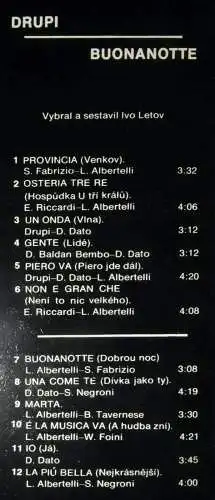 DRUPI
BUONANOTTE
Vybral a sestavil Ivo Letov
1 PROVINCIA (Venkov).
S. Fabrizio–L. Albertelli 3:32
2 OSTERIA TRE RE
(Hospůdka U tří králů).
E. Riccardi–L. Albertelli 4:06
3 UN ONDA (Vlna).
Drupi–D. Dato 3:12
4 GENTE (Lidé).
D. Baldan Bembo–D. Dato 3:12
5 PIERO VA (Piero jde dál).
Drupi–D. Dato–L. Albertelli 4:20
6 NON E GRAN CHE
(Není to nic velkého).
E. Riccardi–L. Albertelli 4:08
7 BUONANOTTE (Dobrou noc)
L. Albertelli–S. Fabrizio 3:08
8 UNA COME TE (Dívka jako ty).
D. Dato–S. Negroni 4:19
9 MARTA.
L. Albertelli–B. Tavernese 3:30
10 É LA MUSICA VA (A hudba zní).
L. Albertelli–W. Foini 4:21
11 IO (Já).
D. Dato 3:45
12 LA PIÚ BELLA (Nejkrásnější).
L. Albertelli–S. Negroni 4:00